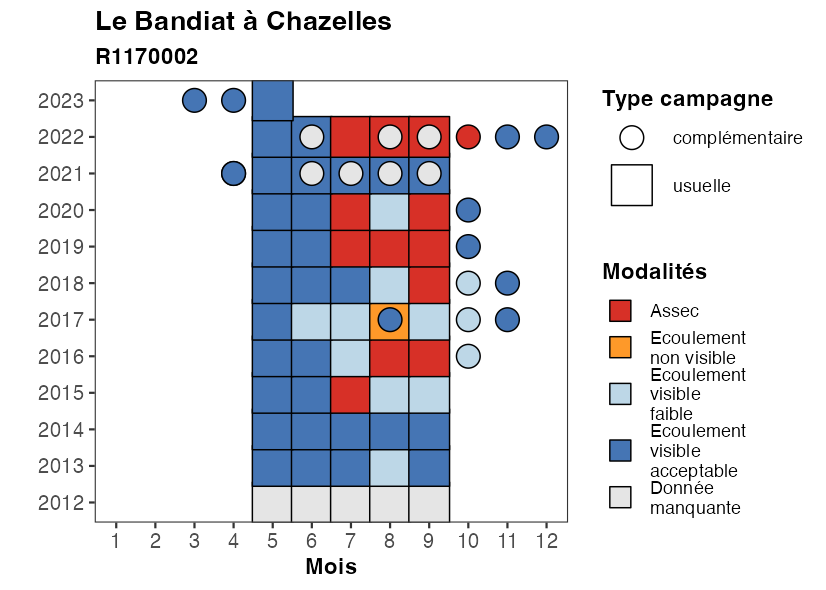 Le Bandiat à Chazelles
R1170002
2023
2022
2021
2020
2019
2018
2017
2016
2015
2014
2013
2012
1 2 3 4 5 6 7 8 9 10 11 12
Mois
Type campagne
complémentaire
usuelle
Modalités
Assec
Ecoulement
non visible
Ecoulement
visible
faible
Ecoulement
visible
acceptable
Donnée
manquante